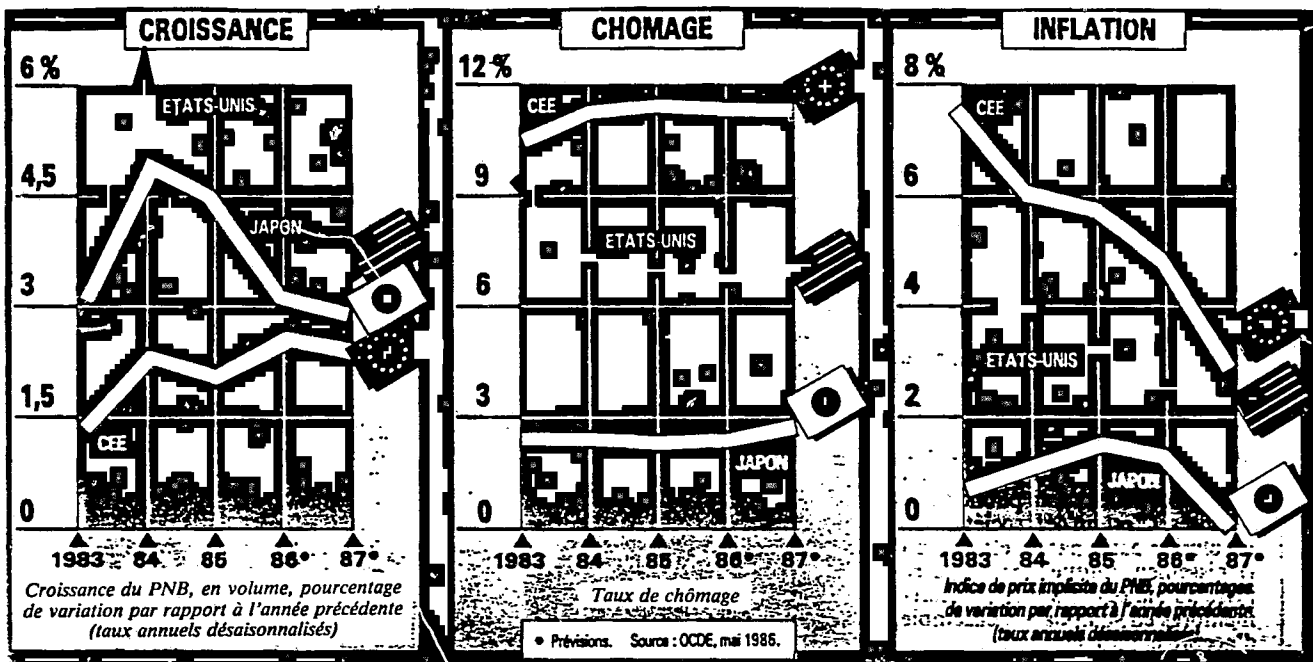 CROISSANCE
6 %
ETATS-UNIS
4,5
JAPON
3
1,5
CEE
0
1983 84 85 86• 87•
Croissance du PNB, en volume, pourcentage
de variation par rapport à l'année précédente
(taux annuels désaisonnalisés)
CHOMAGE
12 %
CEE
9
ETATS-UNIS
6
3
JAPON
0
1983 84 85 86• 87•
Taux de chômage
• Prévisions. Source : OCDE, mai 1986.
INFLATION
8 %
CEE
6
4
ETATS-UNIS
2
JAPON
0
1983 84 85 86• 87•
Indice de prix implicite du PNB, pourcentages
de variation par rapport à l'année précédente
(taux annuels désaisonnalisés)